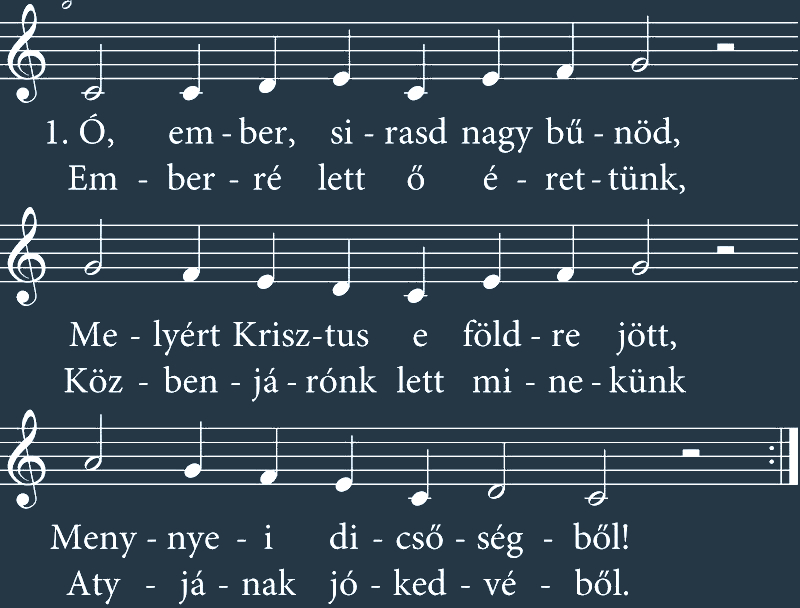 1. Ó, em - ber, si - rasd nagy bű - nöd,
Em - ber - ré lett ő é - ret - tünk,
Me - lyért Krisz-tus e föld - re jött,
Köz - ben - já - rónk lett mi - ne - künk
Meny - nye - i di - cső - ség - ből!
Aty - já - nak jó - ked - vé - ből.